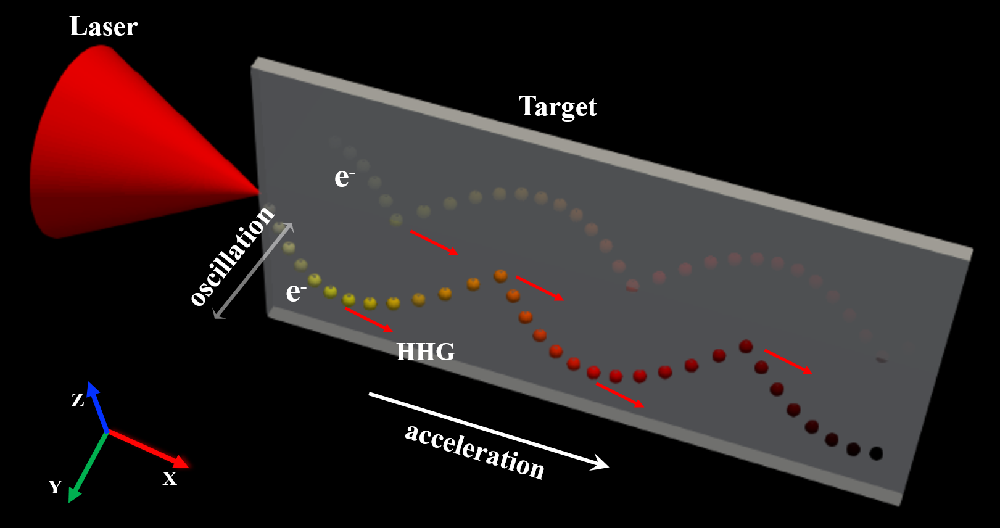 Laser
Target
e⁻
oscillation
e⁻
HHG
acceleration
Z
Y
X